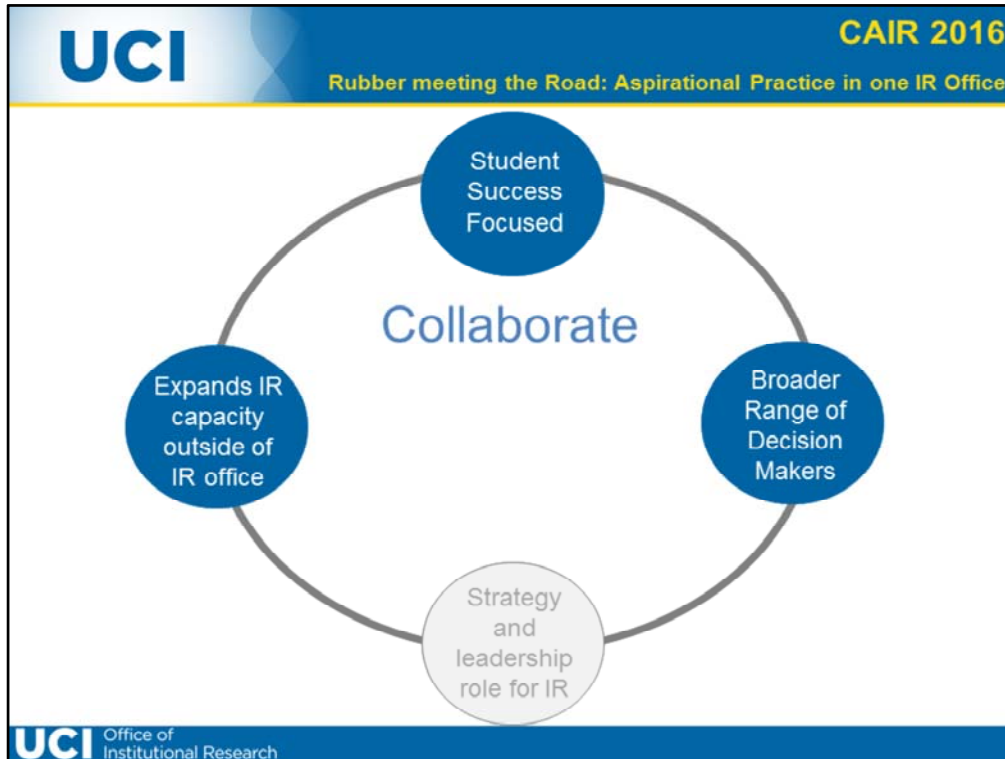 UCI
CAIR 2016
Rubber meeting the Road: Aspirational Practice in one IR Office
Student
Success
Focused
Collaborate
Expands IR
capacity
outside of
IR office
Broader
Range of
Decision
Makers
Strategy
and
leadership
role for IR
UCI Office of
Institutional Research